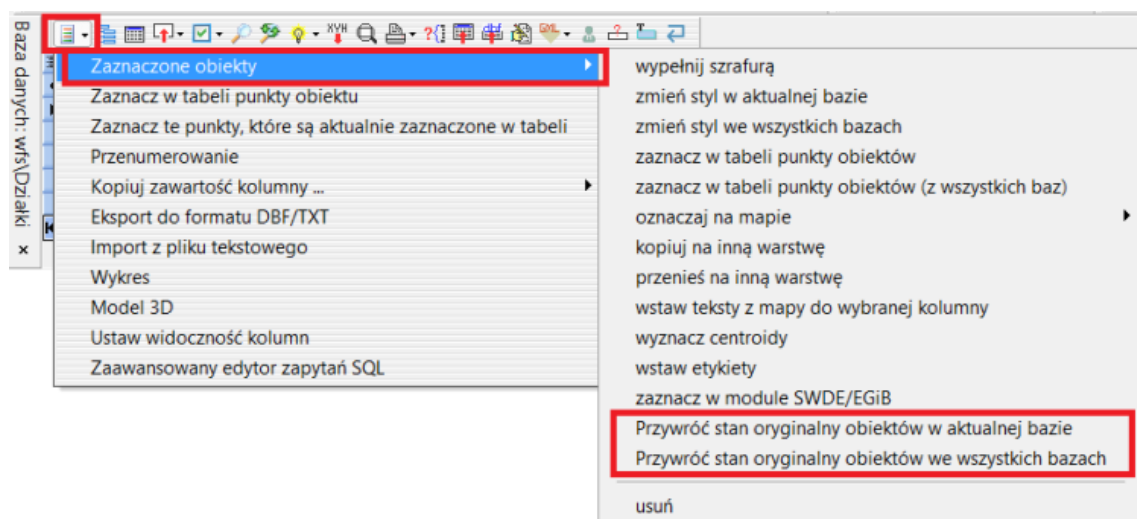 Baza danych: wfs\Działki
Zaznaczone obiekty
Zaznacz w tabeli punkty obiektu
Zaznacz te punkty, które są aktualnie zaznaczone w tabeli
Przenumerowanie
Kopiuj zawartość kolumny ...
Eksport do formatu DBF/TXT
Import z pliku tekstowego
Wykres
Model 3D
Ustaw widoczność kolumn
Zaawansowany edytor zapytań SQL
wypełnij szrafurą
zmień styl w aktualnej bazie
zmień styl we wszystkich bazach
zaznacz w tabeli punkty obiektów
zaznacz w tabeli punkty obiektów (z wszystkich baz)
oznaczaj na mapie
kopiuj na inną warstwę
przenieś na inną warstwę
wstaw teksty z mapy do wybranej kolumny
wyznacz centroidy
wstaw etykiety
zaznacz w module SWDE/EGiB
Przywróć stan oryginalny obiektów w aktualnej bazie
Przywróć stan oryginalny obiektów we wszystkich bazach
usuń